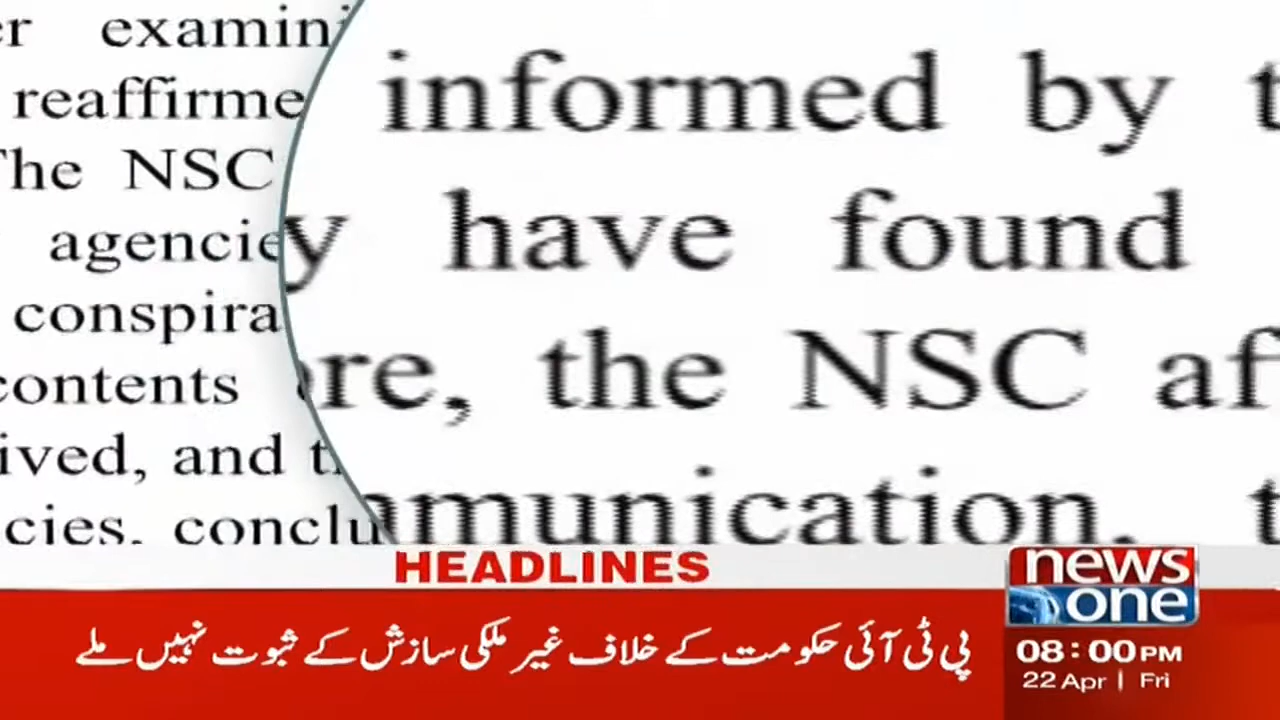 er examini
reaffirme
The NSC
agencie
conspira
contents
ived, and t
cies, conclu
informed by t
y have found
re, the NSC af
mmunication, t
HEADLINES
news
one
پی ٹی آئی حکومت کے خلاف غیر ملکی سازش کے ثبوت نہیں ملے
08:00 PM
22 Apr | Fri